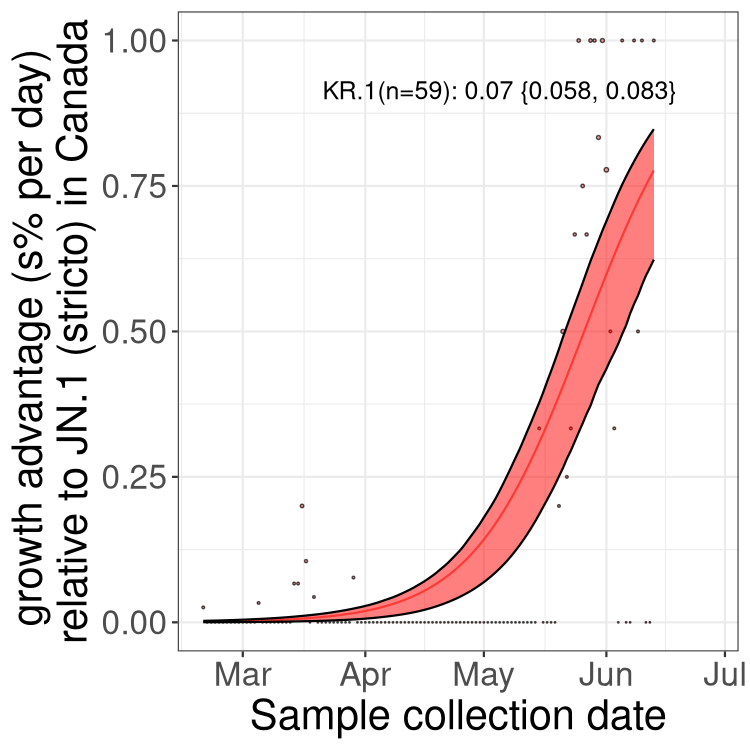 growth advantage (s% per day)
relative to JN.1 (stricto) in Canada
1.00
0.75
0.50
0.25
0.00
KR.1(n=59): 0.07 {0.058, 0.083}
Mar Apr May Jun Jul
Sample collection date